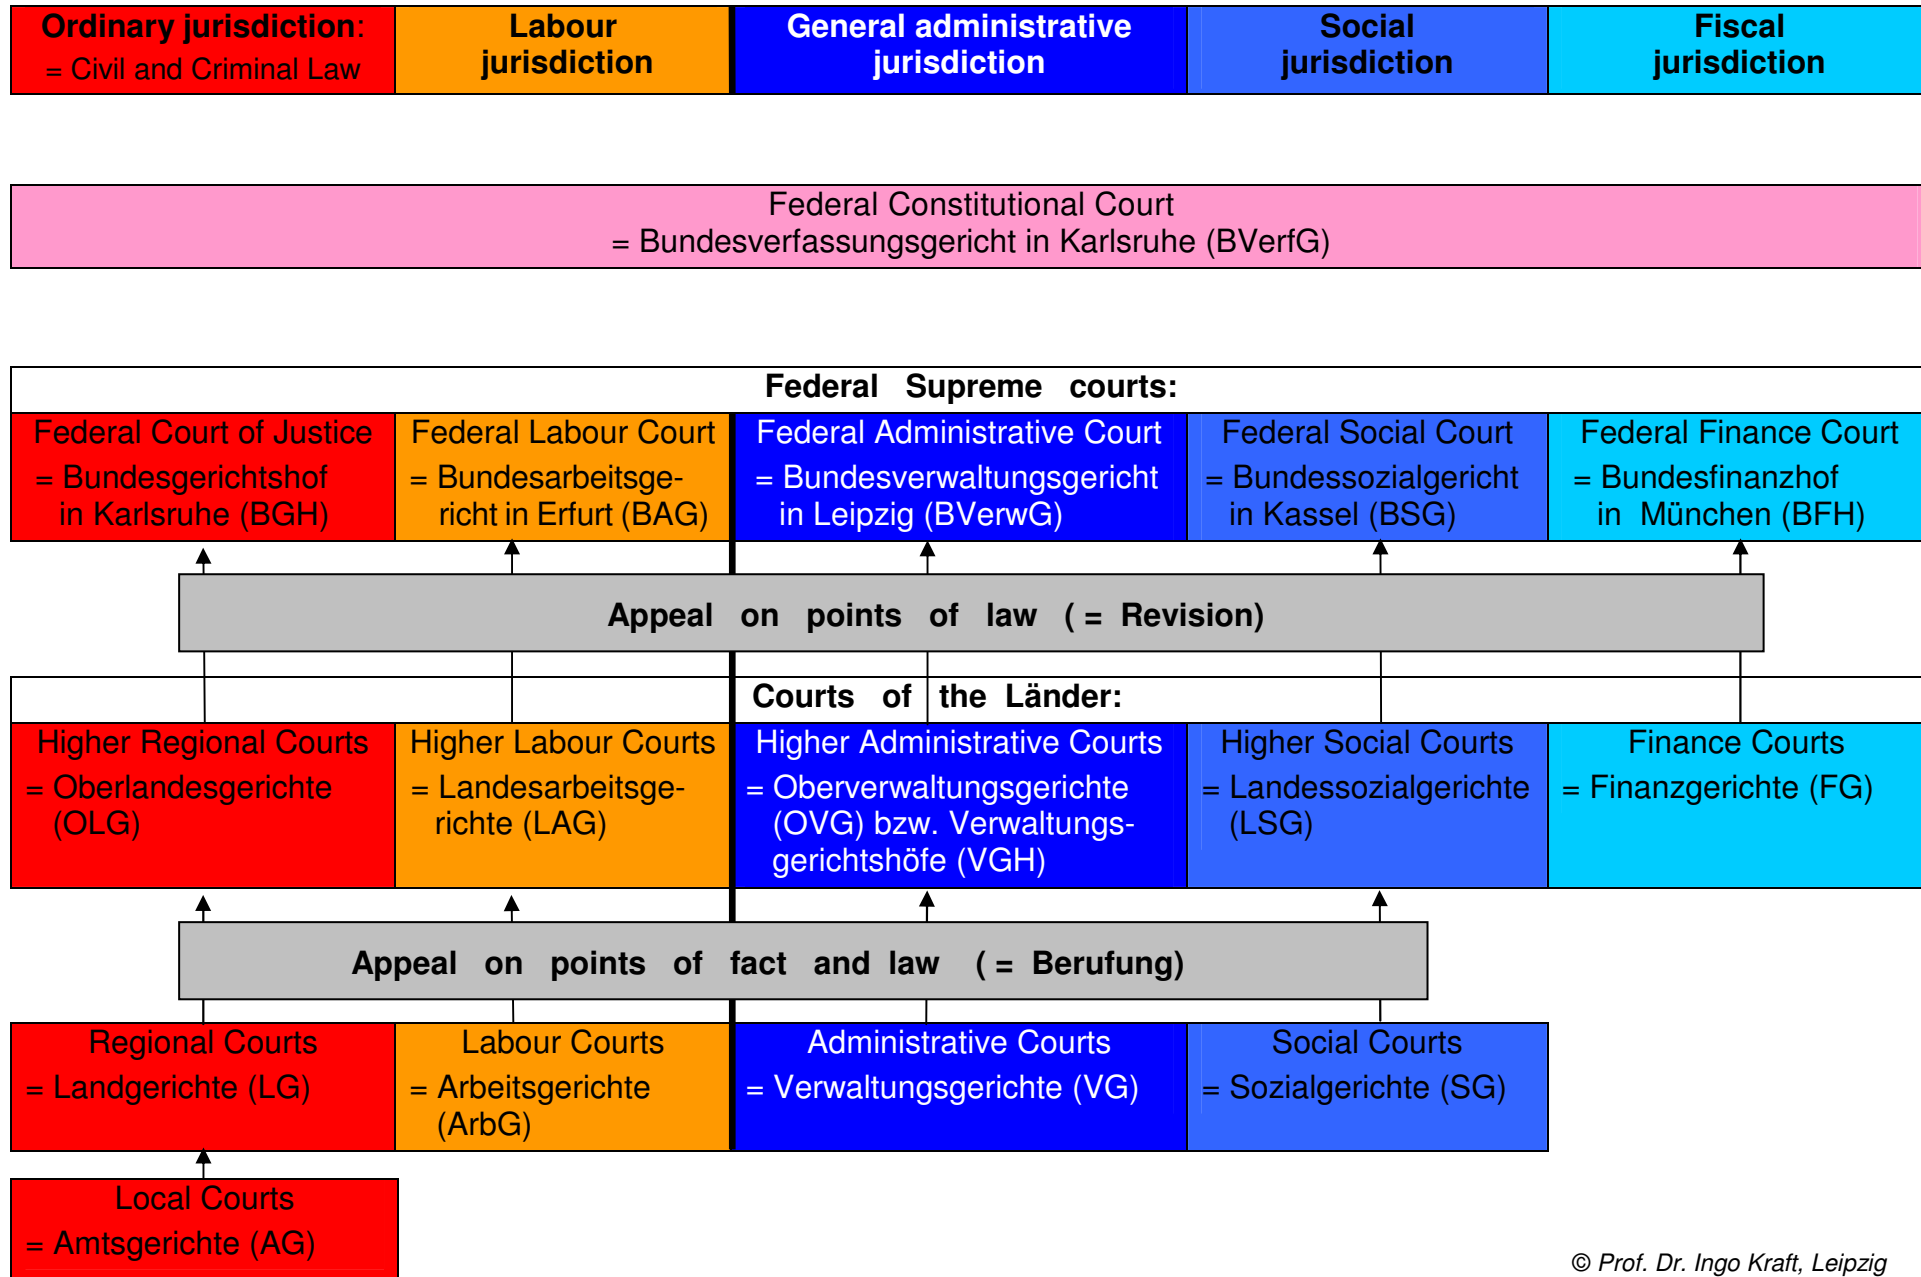 Ordinary jurisdiction:
= Civil and Criminal Law
Labour
jurisdiction
General administrative
jurisdiction
Social
jurisdiction
Fiscal
jurisdiction
Federal Constitutional Court
= Bundesverfassungsgericht in Karlsruhe (BVerfG)
Federal Supreme courts:
Federal Court of Justice
= Bundesgerichtshof
in Karlsruhe (BGH)
Federal Labour Court
= Bundesarbeitsge-
richt in Erfurt (BAG)
Federal Administrative Court
= Bundesverwaltungsgericht
in Leipzig (BVerwG)
Federal Social Court
= Bundessozialgericht
in Kassel (BSG)
Federal Finance Court
= Bundesfinanzhof
in München (BFH)
Appeal on points of law ( = Revision)
Courts of the Länder:
Higher Regional Courts
= Oberlandesgerichte
(OLG)
Higher Labour Courts
= Landesarbeitsge-
richte (LAG)
Higher Administrative Courts
= Oberverwaltungsgerichte
(OVG) bzw. Verwaltungs-
gerichtshöfe (VGH)
Higher Social Courts
= Landessozialgerichte
(LSG)
Finance Courts
= Finanzgerichte (FG)
Appeal on points of fact and law ( = Berufung)
Regional Courts
= Landgerichte (LG)
Labour Courts
= Arbeitsgerichte
(ArbG)
Administrative Courts
= Verwaltungsgerichte (VG)
Social Courts
= Sozialgerichte (SG)
Local Courts
= Amtsgerichte (AG)
© Prof. Dr. Ingo Kraft, Leipzig